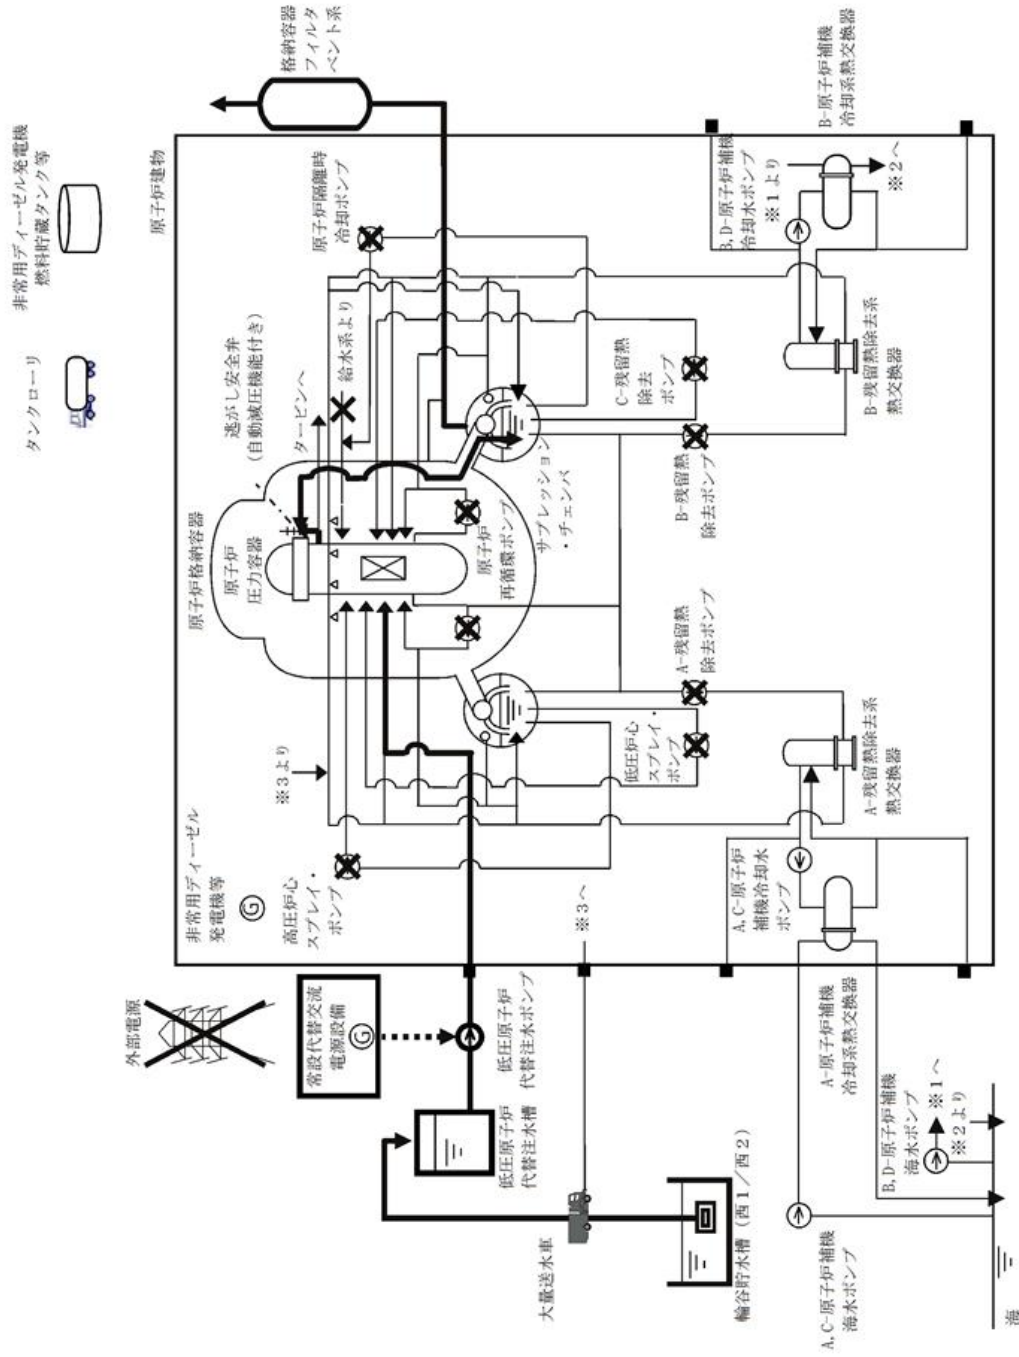 外部電源
常設代替交流
電源設備
G
低圧原子炉
代替注水槽
低圧原子炉
代替注水ポンプ
大量送水車
輪谷貯水槽（西1／西2）
非常用ディーゼル
発電機等
G
高圧炉心
スプレイ・
ポンプ
※3より
※3へ
原子炉格納容器
原子炉
圧力容器
逃がし安全弁
（自動減圧機能付き）
タービンへ
給水系より
原子炉隔離時
冷却ポンプ
原子炉建物
タンクローリ
非常用ディーゼル発電機
燃料貯蔵タンク等
格納容器
フィルタ
ベント系
原子炉
再循環ポンプ
サプレッション
・チェンバ
低圧炉心
スプレイ・
ポンプ
A-残留熱
除去ポンプ
B-残留熱
除去ポンプ
C-残留熱
除去
ポンプ
A,C-原子炉
補機冷却水
ポンプ
A-残留熱除去系
熱交換器
B-残留熱除去系
熱交換器
B,D-原子炉補機
冷却水ポンプ
※1より
※2へ
B-原子炉補機
冷却系熱交換器
A-原子炉補機
冷却系熱交換器
B,D-原子炉補機
海水ポンプ
※1へ
※2より
A,C-原子炉補機
海水ポンプ
海